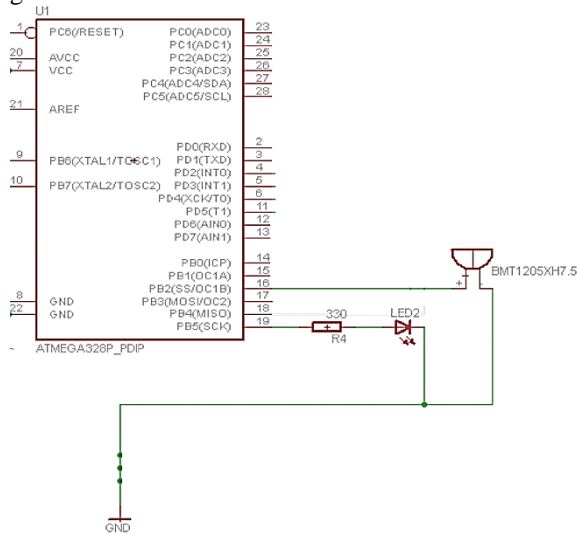 U1
1 PC6(/RESET) PC0(ADC0) 23
PC1(ADC1) 24
20 AVCC PC2(ADC2) 25
7 VCC PC3(ADC3) 26
PC4(ADC4/SDA) 27
PC5(ADC5/SCL) 28
21 AREF
PD0(RXD) 2
9 PB6(XTAL1/TOSC1) PD1(TXD) 3
PD2(INT0) 4
10 PB7(XTAL2/TOSC2) PD3(INT1) 5
PD4(XCK/T0) 6
PD5(T1) 11
PD6(AIN0) 12
PD7(AIN1) 13
PB0(ICP) 14
PB1(OC1A) 15
PB2(SS/OC1B) 16
8 GND PB3(MOSI/OC2) 17
22 GND PB4(MISO) 18
PB5(SCK) 19
ATMEGA328P_PDIP
330
R4
LED2
+ -
BMT1205XH7.5
GND